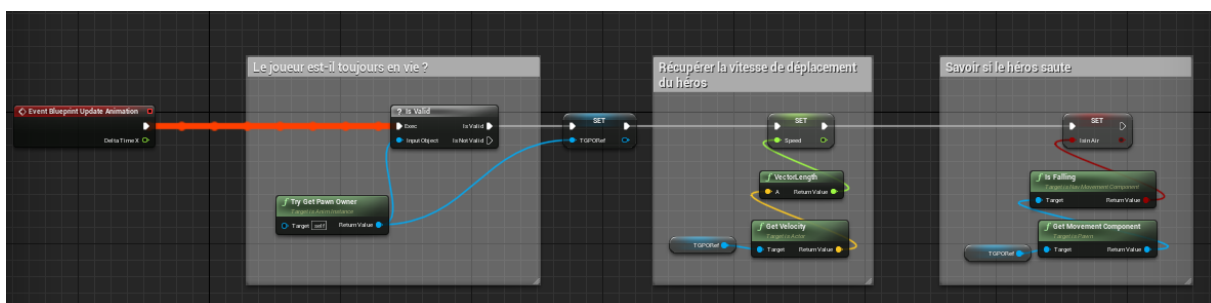 Le joueur est-il toujours en vie ?
Récupérer la vitesse de déplacement
du héros
Savoir si le héros saute
Event Blueprint Update Animation
Delta Time X
? Is Valid
Exec
Is Valid
Input Object
Is Not Valid
SET
TGPORef
SET
Speed
SET
Is in Air
f Try Get Pawn Owner
Target is Anim Instance
Target
self
Return Value
f VectorLength
A
Return Value
f Get Velocity
Target is Actor
TGPORef
Target
Return Value
f Is Falling
Target is Nav Movement Component
Target
Return Value
f Get Movement Component
Target is Pawn
TGPORef
Target
Return Value